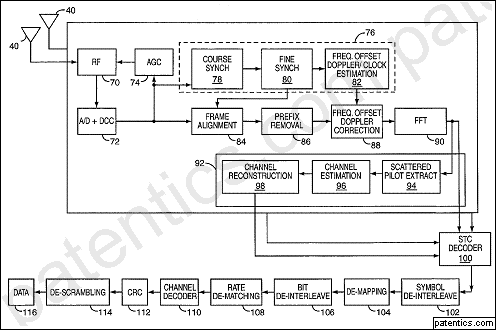 40
40
76
RF
70
AGC
74
COURSE
SYNCH
78
FINE
SYNCH
80
FREQ. OFFSET
DOPPLER/CLOCK
ESTIMATION
82
A/D + DCC
72
FRAME
ALIGNMENT
84
PREFIX
REMOVAL
86
FREQ. OFFSET
DOPPLER
CORRECTION
88
FFT
90
92
CHANNEL
RECONSTRUCTION
98
CHANNEL
ESTIMATION
96
SCATTERED
PILOT EXTRACT
94
STC
DECODER
100
DATA
116
DE-SCRAMBLING
114
CRC
112
CHANNEL
DECODER
110
RATE
DE-MATCHING
108
BIT
DE-INTERLEAVE
106
DE-MAPPING
104
SYMBOL
DE-INTERLEAVE
102
patentics.com
patentics.com